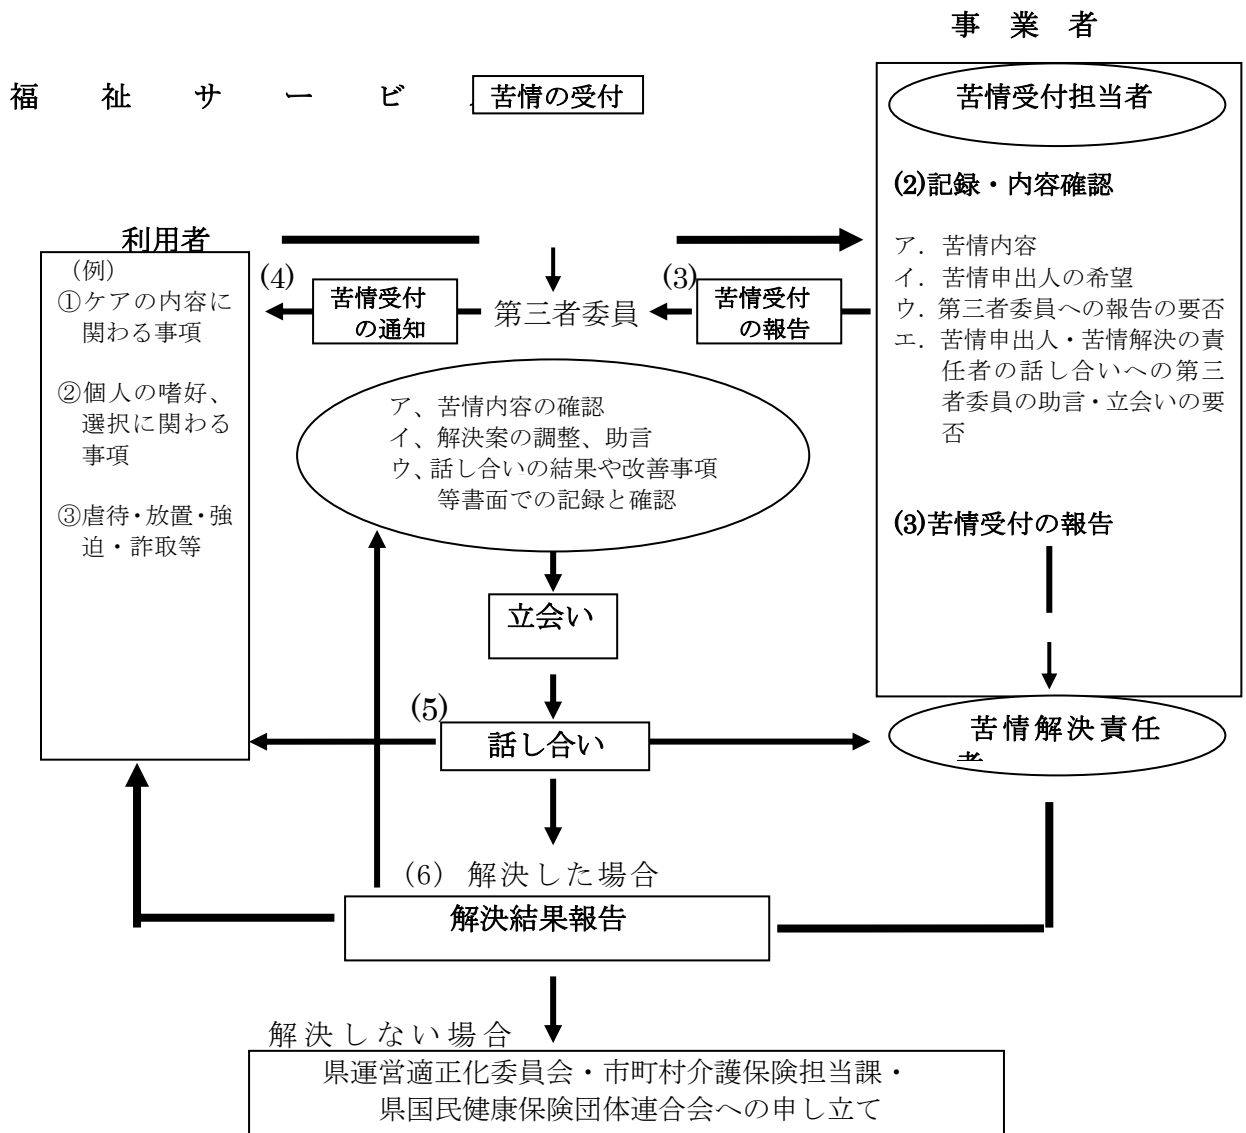 事 業 者
福 祉 サ ー ビ
苦情の受付
苦情受付担当者
(2)記録・内容確認
ア．苦情内容
イ．苦情申出人の希望
ウ．第三者委員への報告の要否
エ．苦情申出人・苦情解決の責
任者の話し合いへの第三
者委員の助言・立会いの要
否
(3)苦情受付の報告
利用者
（例）
①ケアの内容に
関わる事項
②個人の嗜好、
選択に関わる
事項
③虐待・放置・強
迫・詐取等
(4)
苦情受付
の通知
第三者委員
(3)
苦情受付
の報告
ア、苦情内容の確認
イ、解決案の調整、助言
ウ、話し合いの結果や改善事項
等書面での記録と確認
立会い
(5)
話し合い
苦情解決責任
(6) 解決した場合
解決結果報告
解決しない場合
県運営適正化委員会・市町村介護保険担当課・
県国民健康保険団体連合会への申し立て